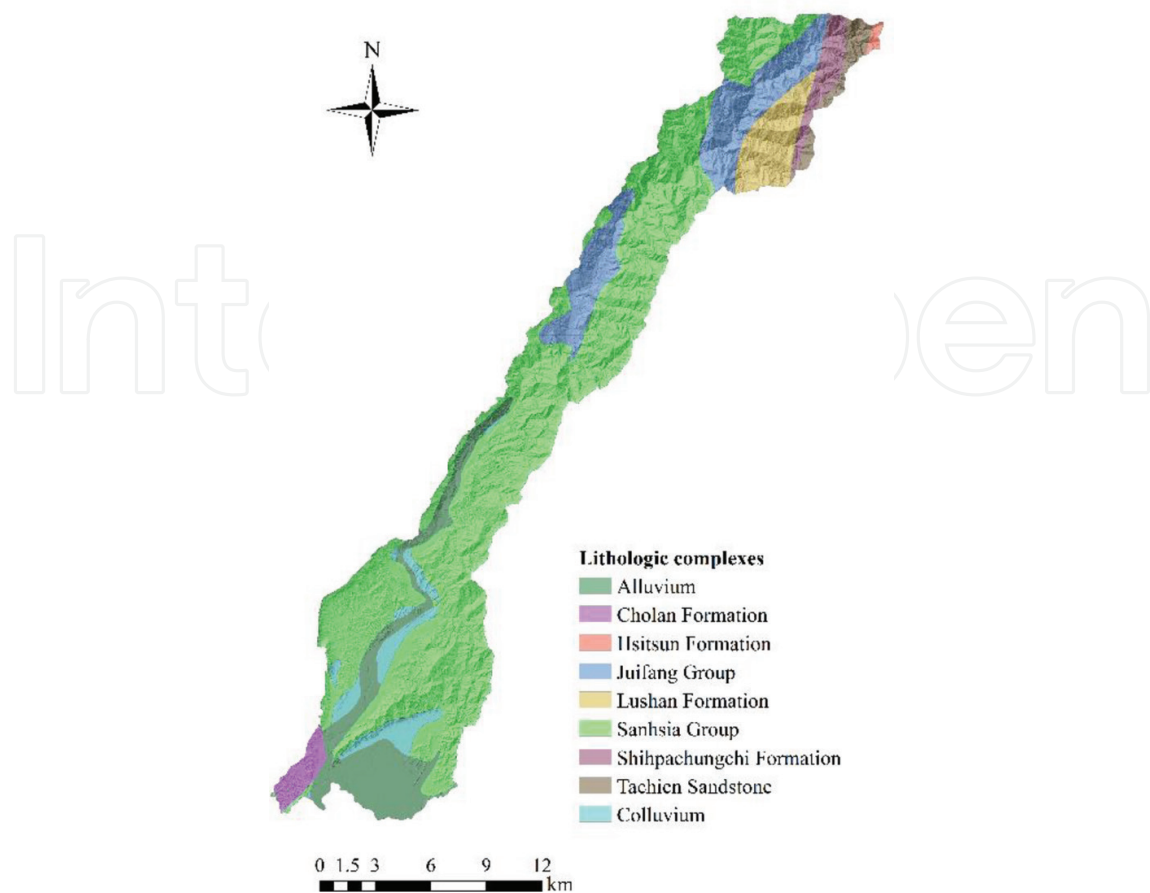 N
Lithologic complexes
Alluvium
Cholan Formation
Hsitsun Formation
Juifang Group
Lushan Formation
Sanhsia Group
Shihpachungchi Formation
Tachien Sandstone
Colluvium
0 1.5 3 6 9 12
km